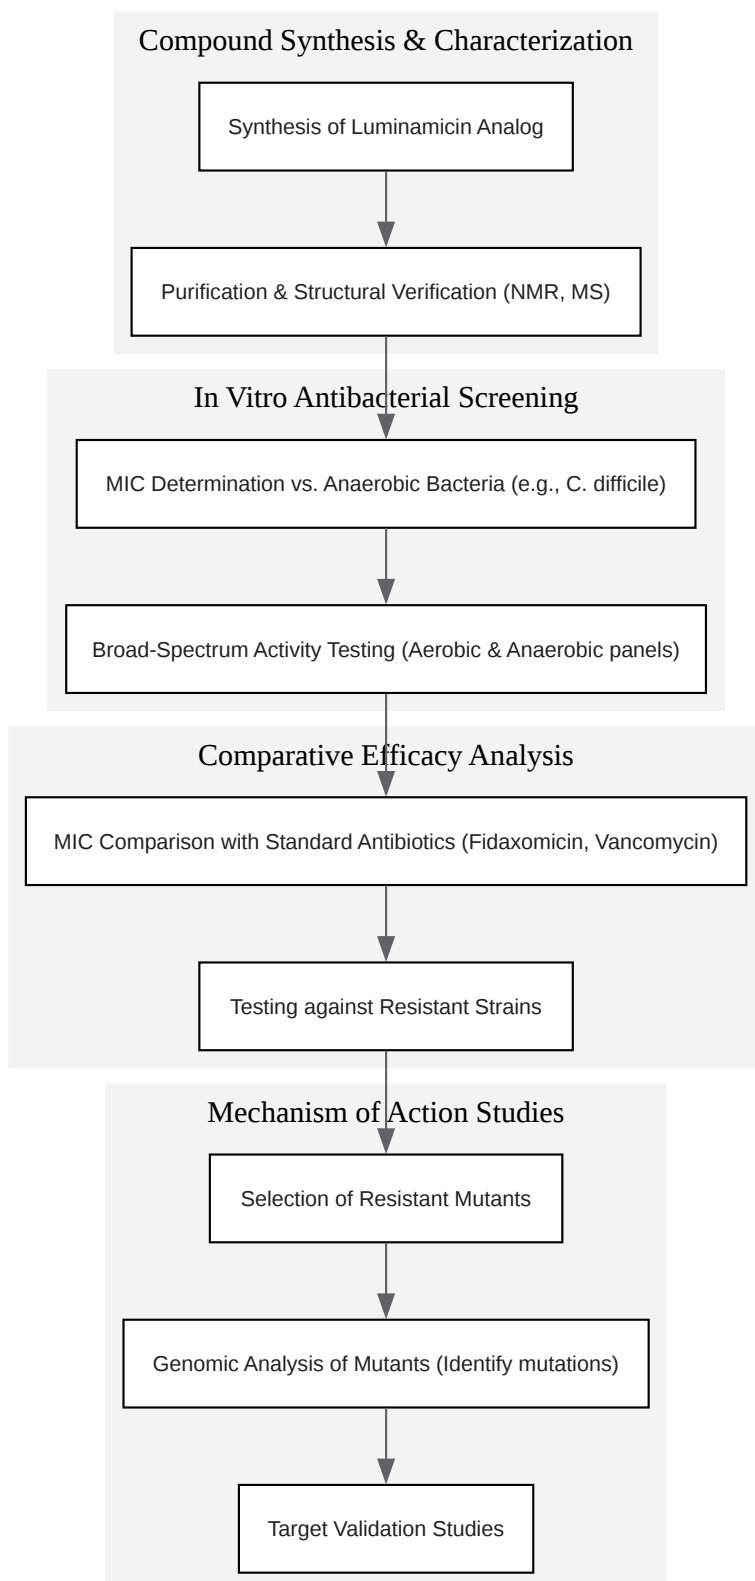 Compound Synthesis & Characterization
Synthesis of Luminamicin Analog
Purification & Structural Verification (NMR, MS)
In Vitro Antibacterial Screening
MIC Determination vs. Anaerobic Bacteria (e.g., C. difficile)
Broad-Spectrum Activity Testing (Aerobic & Anaerobic panels)
Comparative Efficacy Analysis
MIC Comparison with Standard Antibiotics (Fidaxomicin, Vancomycin)
Testing against Resistant Strains
Mechanism of Action Studies
Selection of Resistant Mutants
Genomic Analysis of Mutants (Identify mutations)
Target Validation Studies